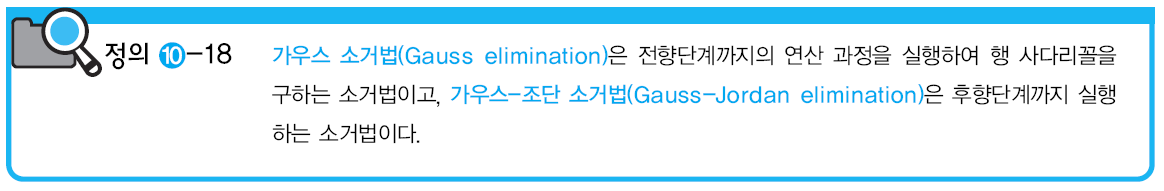 정의 10-18
가우스 소거법(Gauss elimination)은 전향단계까지의 연산 과정을 실행하여 행 사다리꼴을
구하는 소거법이고, 가우스-조단 소거법(Gauss-Jordan elimination)은 후향단계까지 실행
하는 소거법이다.